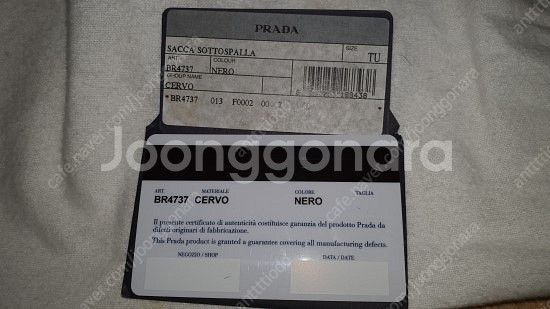 PRADA
SACCA SOTTOSPALLA
SIZE
TU
ART
COLOUR
BR4737
NERO
GROUP NAME
CERVO
*BR4737 013 F0002
Joonggonara
ART MATERIALE COLORE TAGLIA
BR4737 CERVO NERO
Il presente certificato di autenticità costituisce garanzia del prodotto Prada da
difetti originari di fabbricazione.
This Prada product is granted a guarantee covering all manufacturing defects.
NEGOZIO / SHOP DATA / DATE